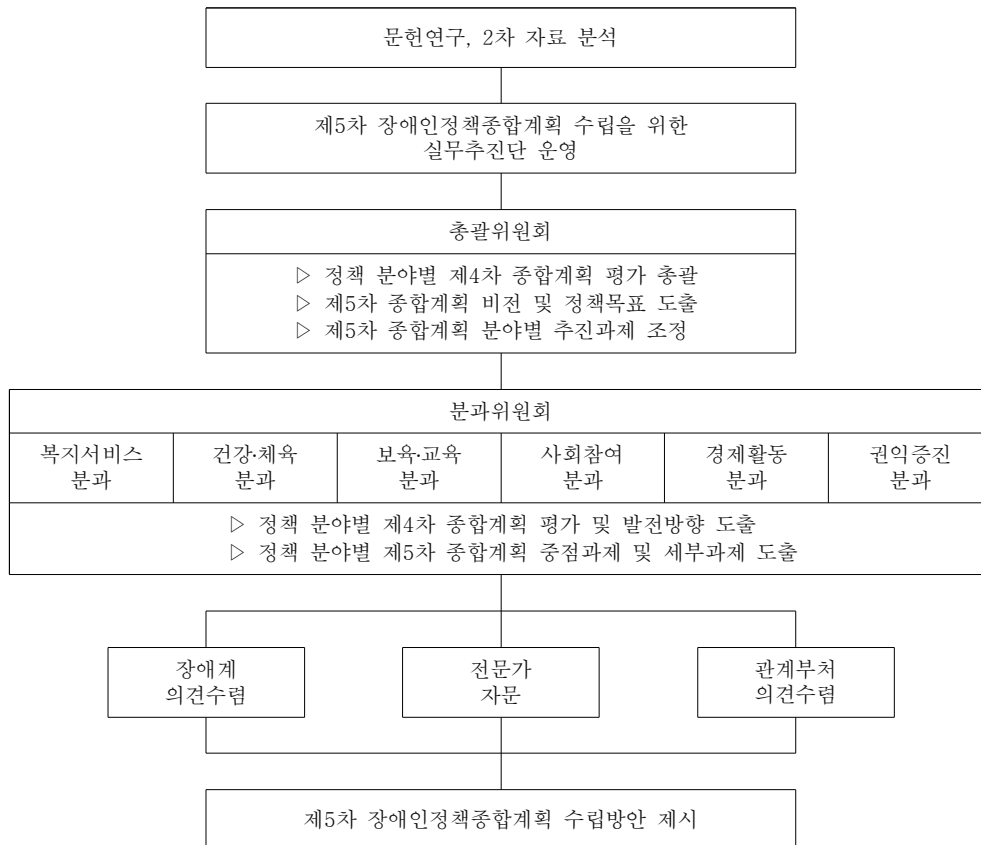 문헌연구, 2차 자료 분석
제5차 장애인정책종합계획 수립을 위한
실무추진단 운영
총괄위원회
▷ 정책 분야별 제4차 종합계획 평가 총괄
▷ 제5차 종합계획 비전 및 정책목표 도출
▷ 제5차 종합계획 분야별 추진과제 조정
분과위원회
복지서비스
분과
건강·체육
분과
보육·교육
분과
사회참여
분과
경제활동
분과
권익증진
분과
▷ 정책 분야별 제4차 종합계획 평가 및 발전방향 도출
▷ 정책 분야별 제5차 종합계획 중점과제 및 세부과제 도출
장애계
의견수렴
전문가
자문
관계부처
의견수렴
제5차 장애인정책종합계획 수립방안 제시